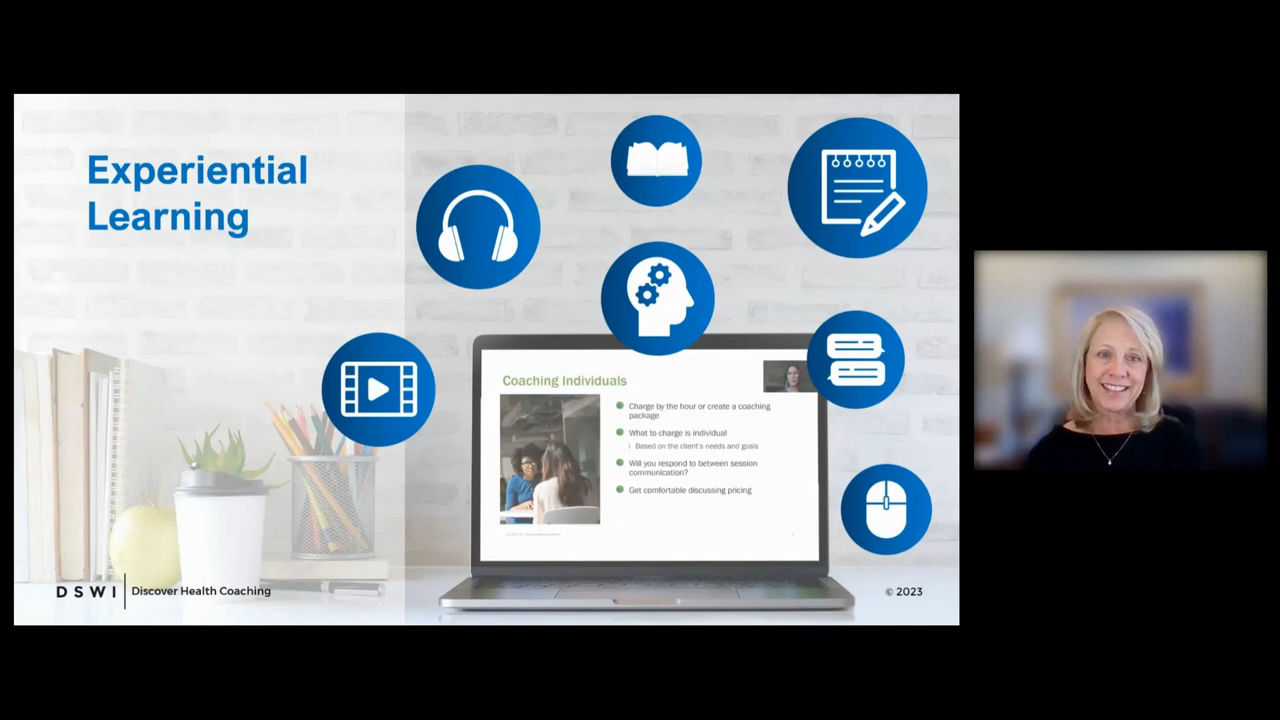 Experiential
Learning
Coaching Individuals
Charge by the hour or create a coaching
package
What to charge is individual
Based on the client's needs and goals
Will you respond to between session
communication?
Get comfortable discussing pricing
DSWI
Discover Health Coaching
© 2023